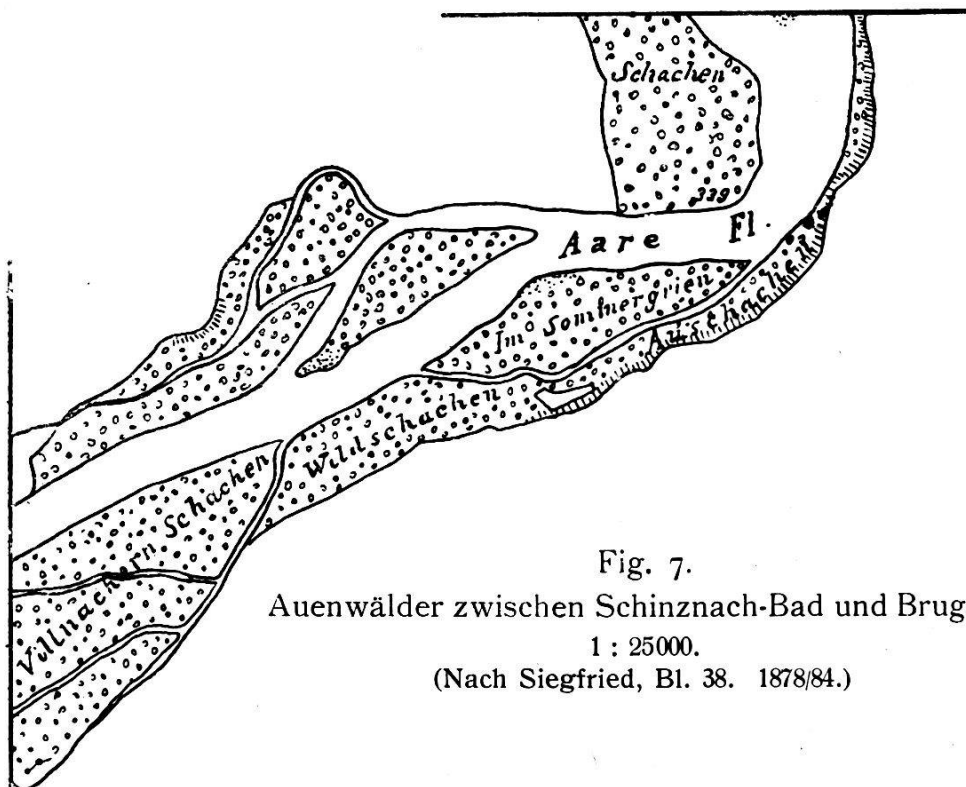 Schachen
339
Aare Fl.
Im Sommergrien
Auschachen
Wildschachen
Villnachern Schachen
Fig. 7.
Auenwälder zwischen Schinznach-Bad und Brug
1 : 25000.
(Nach Siegfried, Bl. 38. 1878/84.)